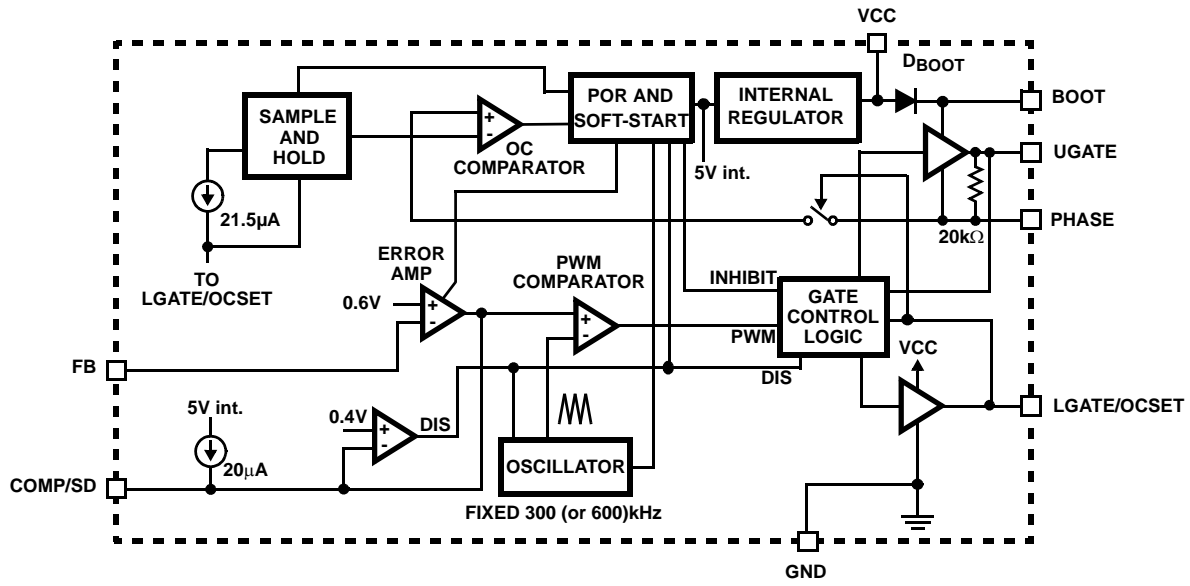 VCC
D_BOOT
BOOT
SAMPLE
AND
HOLD
+
-
OC
COMPARATOR
POR AND
SOFT-START
INTERNAL
REGULATOR
5V int.
UGATE
21.5μA
20kΩ
PHASE
TO
LGATE/OCSET
ERROR
AMP
0.6V
+
-
PWM
COMPARATOR
+
-
INHIBIT
PWM
DIS
GATE
CONTROL
LOGIC
VCC
FB
5V int.
20μA
0.4V
+
-
DIS
LGATE/OCSET
COMP/SD
OSCILLATOR
FIXED 300 (or 600)kHz
GND